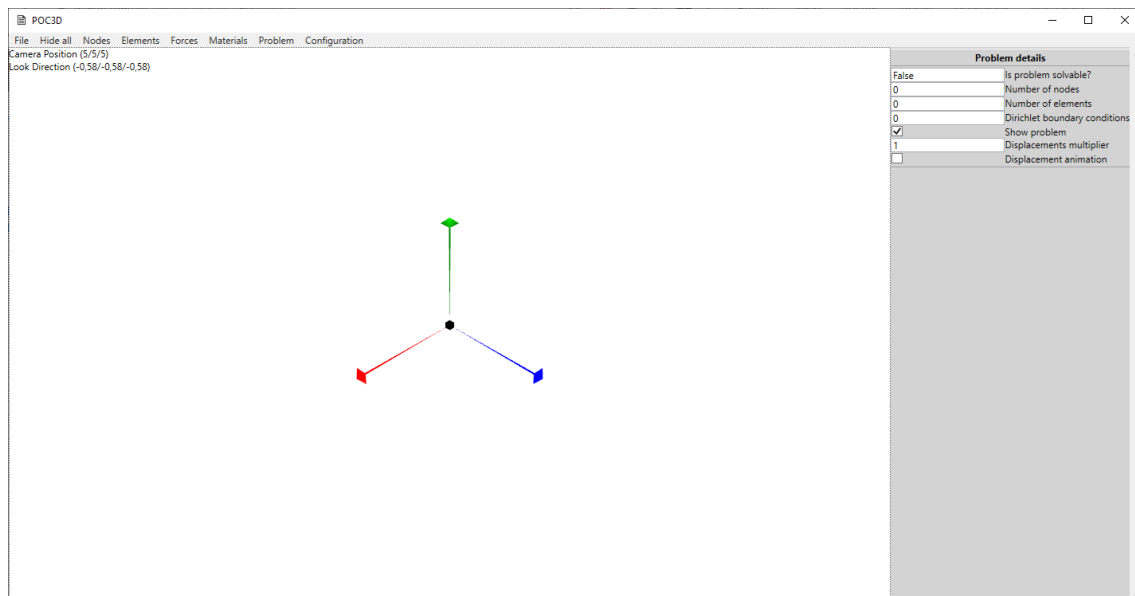 POC3D
File Hide all Nodes Elements Forces Materials Problem Configuration
Camera Position (5/5/5)
Look Direction (-0,58/-0,58/-0,58)
Problem details
False Is problem solvable?
0 Number of nodes
0 Number of elements
0 Dirichlet boundary conditions
Show problem
1 Displacements multiplier
Displacement animation